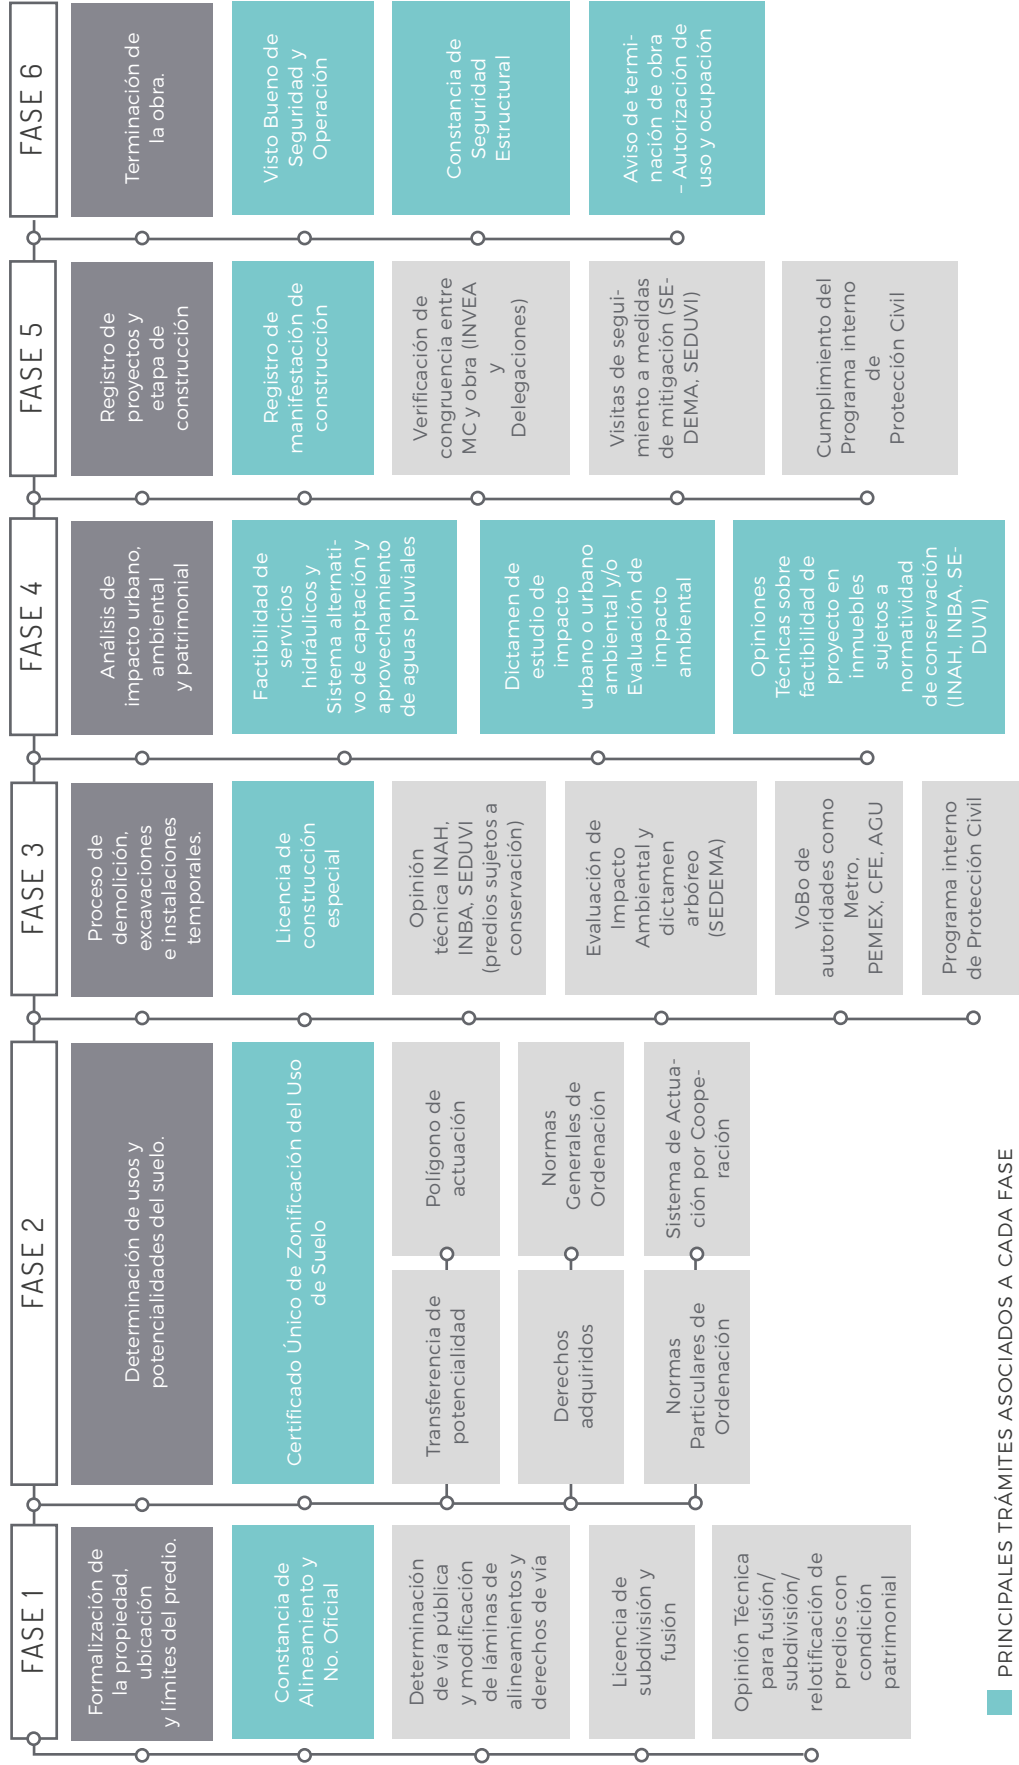 FASE 1
Formalización de
la propiedad,
ubicación
y límites del predio.
Constancia de
Alineamiento y
No. Oficial
Determinación
de vía pública
y modificación
de láminas de
alineamientos y
derechos de vía
Licencia de
subdivisión y
fusión
Opinión Técnica
para fusión/
subdivisión/
relotificación de
predios con
condición
patrimonial
FASE 2
Determinación de usos y
potencialidades del suelo.
Certificado Único de Zonificación del Uso
de Suelo
Transferencia de
potencialidad
Polígono de
actuación
Derechos
adquiridos
Normas
Generales de
Ordenación
Normas
Particulares de
Ordenación
Sistema de Actua-
ción por Coope-
ración
FASE 3
Proceso de
demolición,
excavaciones
e instalaciones
temporales.
Licencia de
construcción
especial
Opinión
técnica INAH,
INBA, SEDUVI
(predios sujetos a
conservación)
Evaluación de
Impacto
Ambiental y
dictamen
arbóreo
(SEDEMA)
VoBo de
autoridades como
Metro,
PEMEX, CFE, AGU
Programa interno
de Protección Civil
FASE 4
Análisis de
impacto urbano,
ambiental
y patrimonial
Factibilidad de
servicios
hidráulicos y
Sistema alternati-
vo de captación y
aprovechamiento
de aguas pluviales
Dictamen de
estudio de
impacto
urbano o urbano
ambiental y/o
Evaluación de
impacto
ambiental
Opiniones
Técnicas sobre
factibilidad de
proyecto en
inmuebles
sujetos a
normatividad
de conservación
(INAH, INBA, SE-
DUVI)
FASE 5
Registro de
proyectos y
etapa de
construcción
Registro de
manifestación de
construcción
Verificación de
congruencia entre
MC y obra (INVEA
y
Delegaciones)
Visitas de segui-
miento a medidas
de mitigación (SE-
DEMA, SEDUVI)
Cumplimiento del
Programa interno
de
Protección Civil
FASE 6
Terminación de
la obra.
Visto Bueno de
Seguridad y
Operación
Constancia de
Seguridad
Estructural
Aviso de termi-
nación de obra
– Autorización de
uso y ocupación
PRINCIPALES TRÁMITES ASOCIADOS A CADA FASE